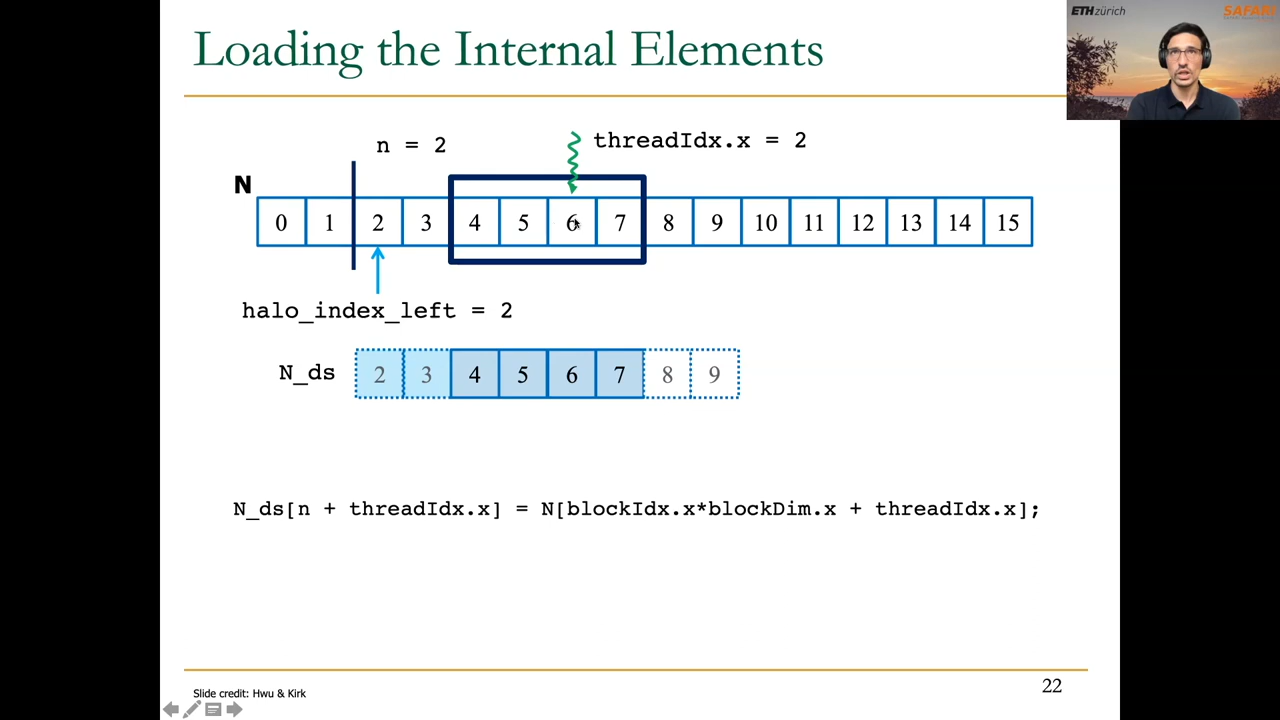 Loading the Internal Elements
ETHzürich
SAFARI
n = 2
threadIdx.x = 2
N
0 1 2 3 4 5 6 7 8 9 10 11 12 13 14 15
halo_index_left = 2
N_ds 2 3 4 5 6 7 8 9
N_ds[n + threadIdx.x] = N[blockIdx.x*blockDim.x + threadIdx.x];
Slide credit: Hwu & Kirk
22